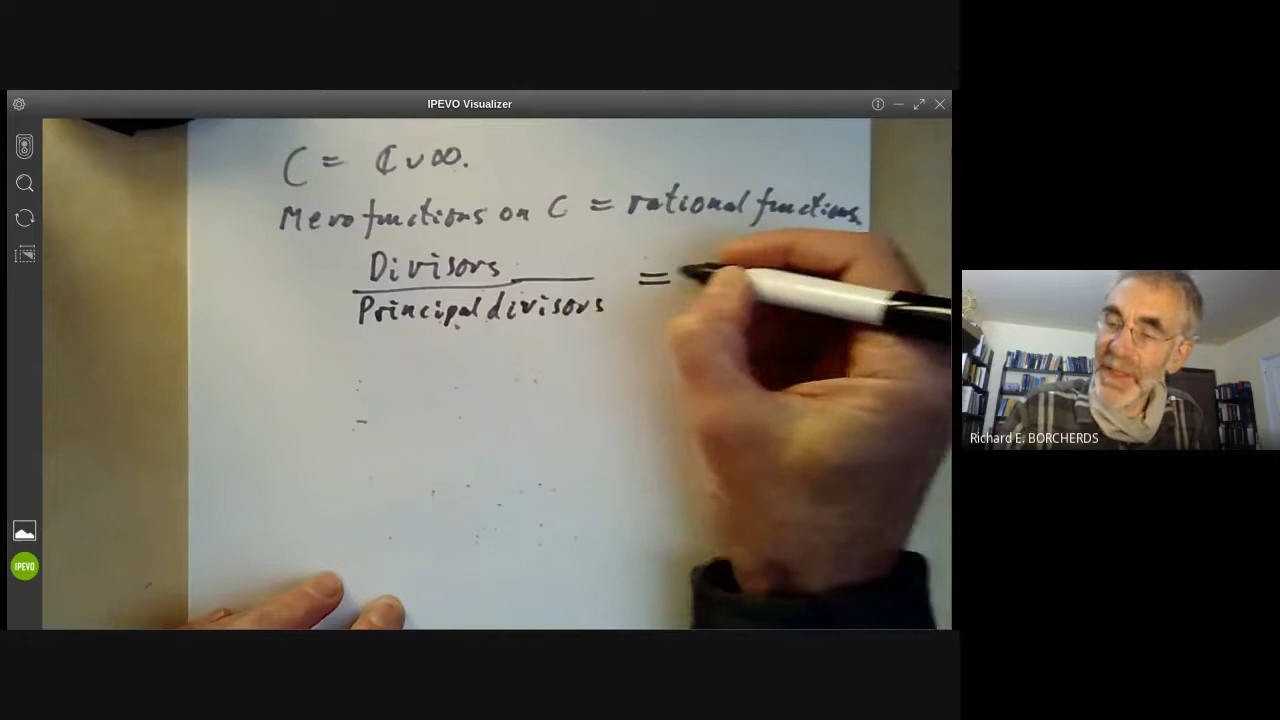 IPEVO Visualizer
C = ℂ ∪ ∞.
Mero functions on C = rational functions
Divisors
Principal divisors
=
Richard E. BORCHERDS
IPEVO